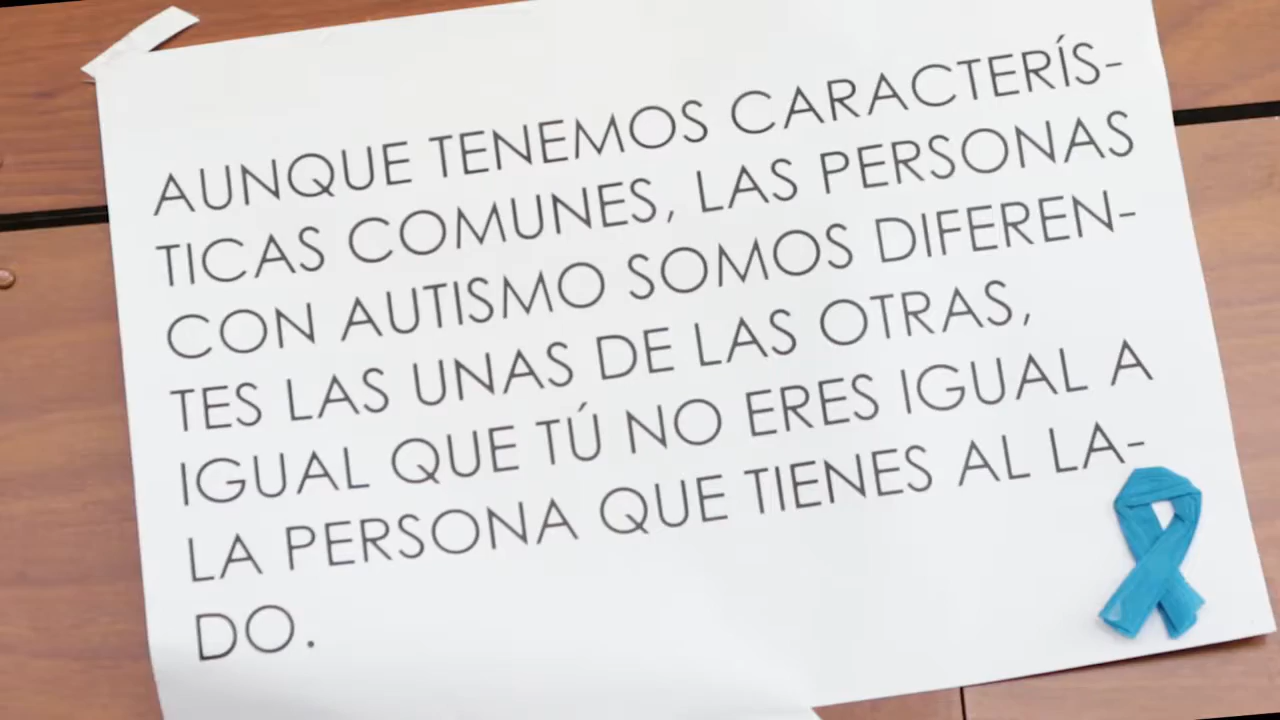 AUNQUE TENEMOS CARACTERÍS-
TICAS COMUNES, LAS PERSONAS
CON AUTISMO SOMOS DIFEREN-
TES LAS UNAS DE LAS OTRAS,
IGUAL QUE TÚ NO ERES IGUAL A
LA PERSONA QUE TIENES AL LA-
DO.